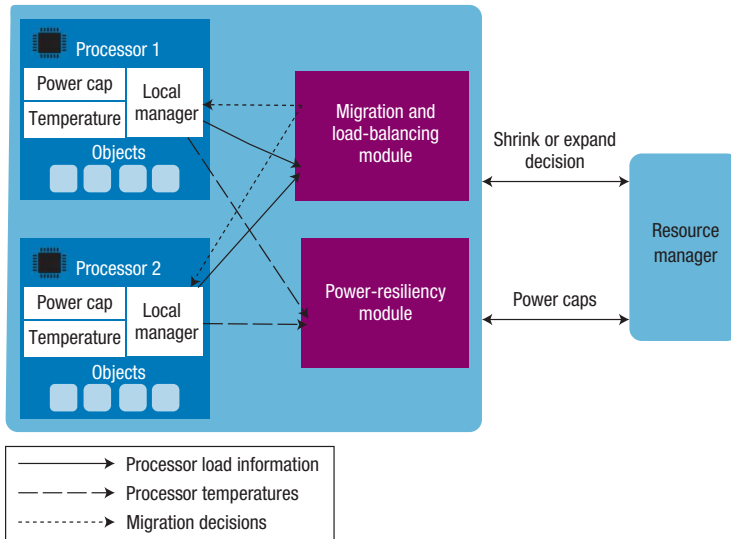 Processor 1
Power cap
Temperature
Local
manager
Objects
Processor 2
Power cap
Temperature
Local
manager
Objects
Migration and
load-balancing
module
Power-resiliency
module
Shrink or expand
decision
Power caps
Resource
manager
Processor load information
Processor temperatures
Migration decisions